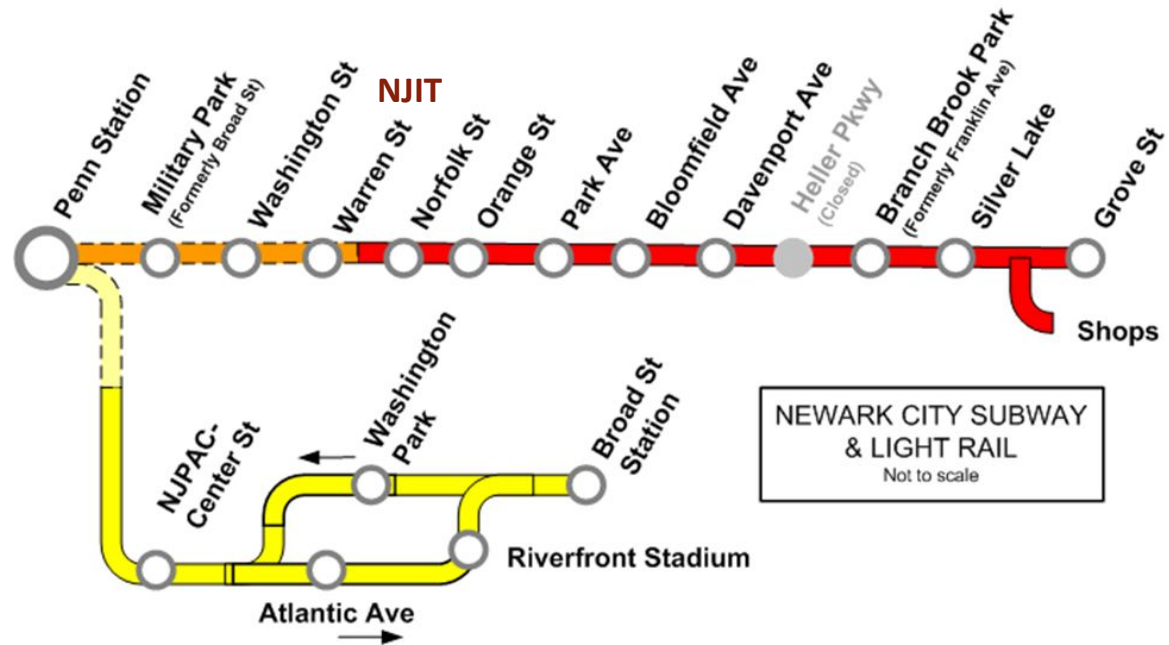 Penn Station
Military Park
(Formerly Broad St)
Washington St
NJIT
Warren St
Norfolk St
Orange St
Park Ave
Bloomfield Ave
Davenport Ave
Heller Pkwy
(Closed)
Branch Brook Park
(Formerly Franklin Ave)
Silver Lake
Grove St
Shops
NJPAC-
Center St
Washington
Park
Broad St
Station
Riverfront Stadium
Atlantic Ave
NEWARK CITY SUBWAY
& LIGHT RAIL
Not to scale